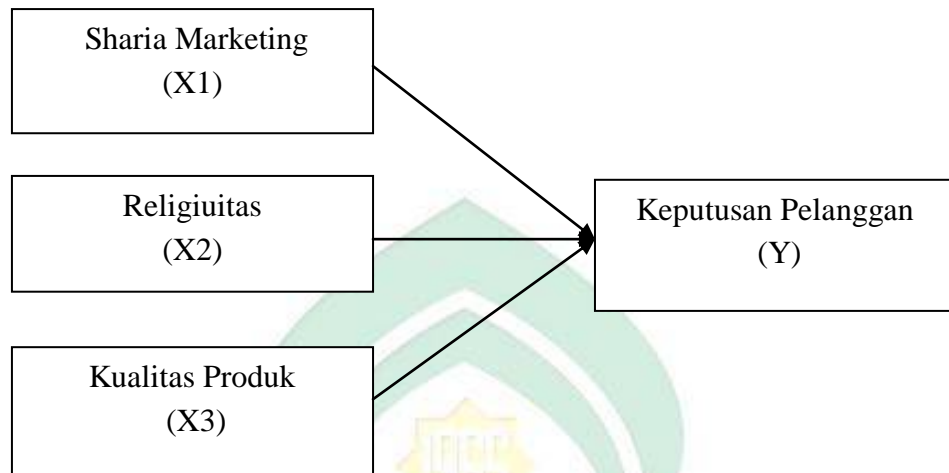 Sharia Marketing
(X1)
Religiuitas
(X2)
Keputusan Pelanggan
(Y)
Kualitas Produk
(X3)